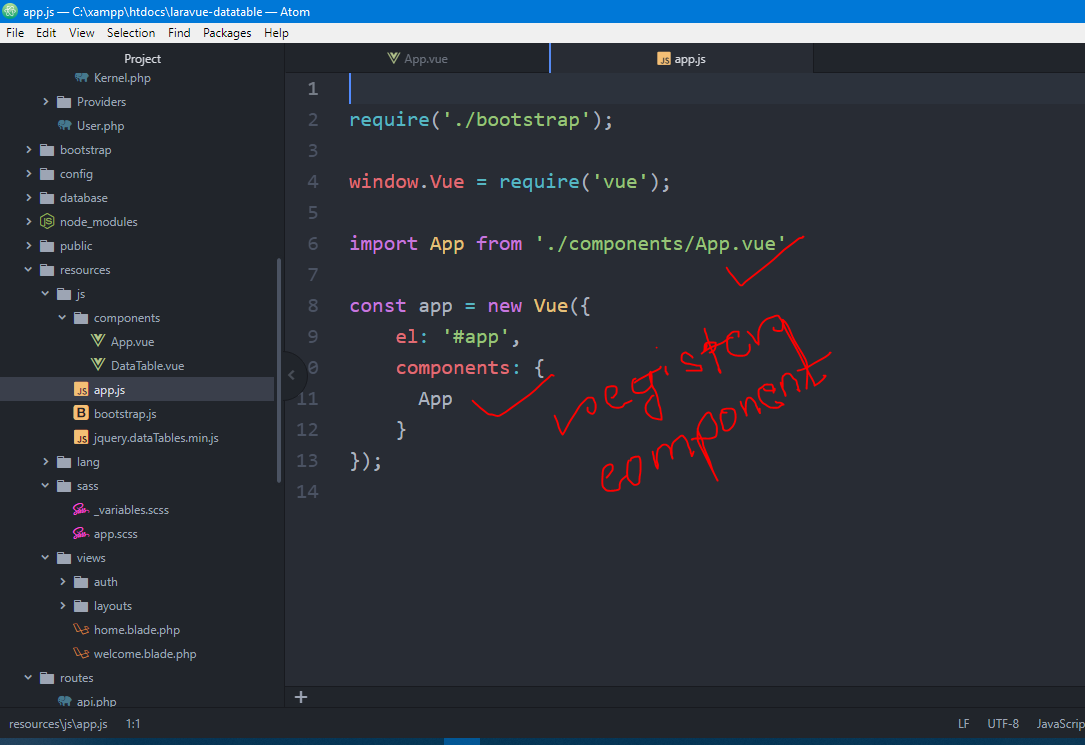 app.js — C:\xampp\htdocs\laravue-datatable — Atom
File Edit View Selection Find Packages Help
Project
Kernel.php
Providers
User.php
bootstrap
config
database
node_modules
public
resources
js
components
App.vue
DataTable.vue
app.js
bootstrap.js
jquery.dataTables.min.js
lang
sass
_variables.scss
app.scss
views
auth
layouts
home.blade.php
welcome.blade.php
routes
api.php
App.vue app.js
1
2 require('./bootstrap');
3
4 window.Vue = require('vue');
5
6 import App from './components/App.vue'
7
8 const app = new Vue({
9 el: '#app',
0 components: {
11 App
12 }
13 });
14
registerd
component
+
resources\js\app.js 1:1 LF UTF-8 JavaScrip